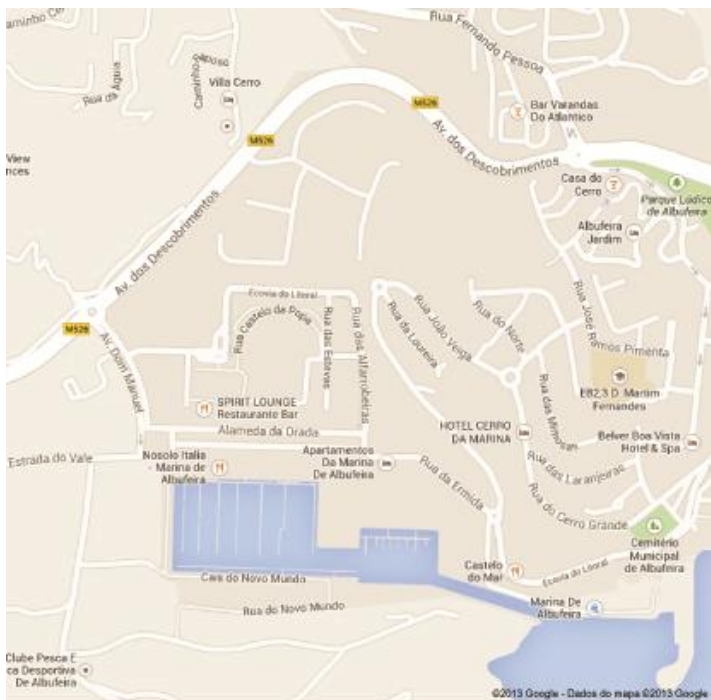 Rua Fernando Pessoa
Rua da Águia
Villa Cerro
M526
Bar Varandas
Do Atlantico
M526
Av. dos Descobrimentos
Casa do
Cerro
Parque Lúdico
de Albufeira
View
Albufeira
Jardim
Av. dos Descobrimentos
M526
Ecovia do Litoral
Rua Castelo de Popa
Rua das Estevas
Rua das Alfarrobeiras
Rua da Loureira
Rua João Veiga
Rua do Norte
Rua José Ramos Pimenta
Av. Dom Manuel
SPIRIT LOUNGE
Restaurante Bar
EB2,3 D. Martim
Fernandes
HOTEL CERRO
DA MARINA
Rua das Mimosas
Alameda da Orada
Belver Boa Vista
Hotel & Spa
Estrada do Vale
Nosolo Italia
- Marina de
Albufeira
Apartamentos
Da Marina
De Albufeira
Rua da Ermida
Rua das Laranjeiras
Rua do Cerro Grande
Cemitério
Municipal
de Albufeira
Castelo
do Mar
Ecovia do Litoral
Cais do Novo Mundo
Rua do Novo Mundo
Marina De
Albufeira
Clube Pesca E
ca Desportiva
De Albufeira
©2013 Google - Dados do mapa ©2013 Google